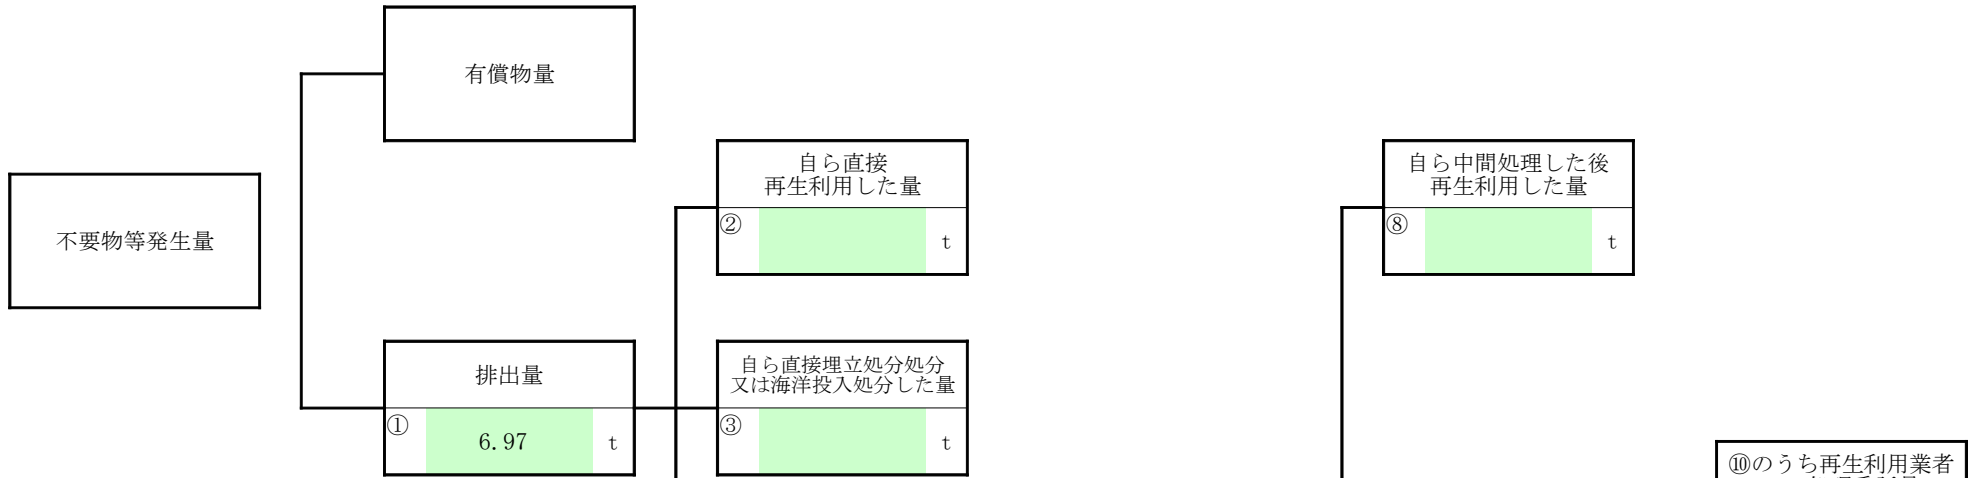 有償物量
自ら直接
再生利用した量
自ら中間処理した後
再生利用した量
不要物等発生量
②
t
⑧
t
排出量
自ら直接埋立処分処分
又は海洋投入処分した量
①
6.97
t
③
t
⑩のうち再生利用業者